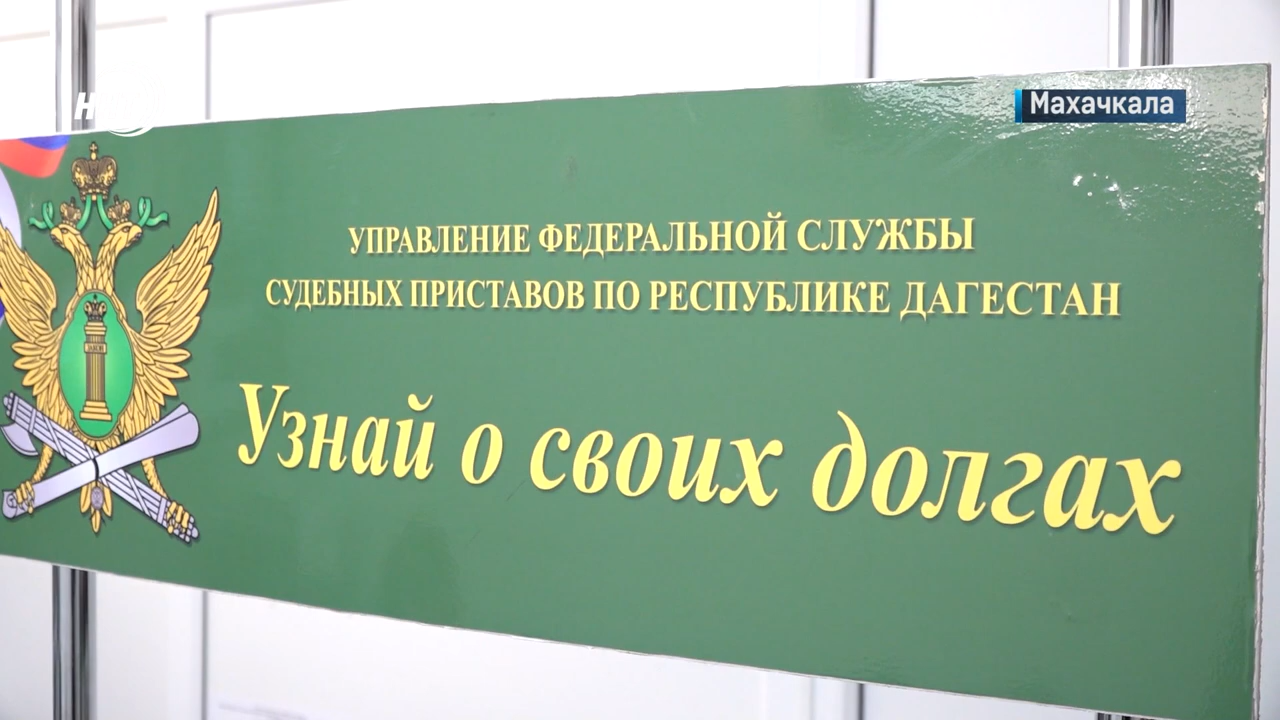 Махачкала
УПРАВЛЕНИЕ ФЕДЕРАЛЬНОЙ СЛУЖБЫ
СУДЕБНЫХ ПРИСТАВОВ ПО РЕСПУБЛИКЕ ДАГЕСТАН
Узнай о своих долгах